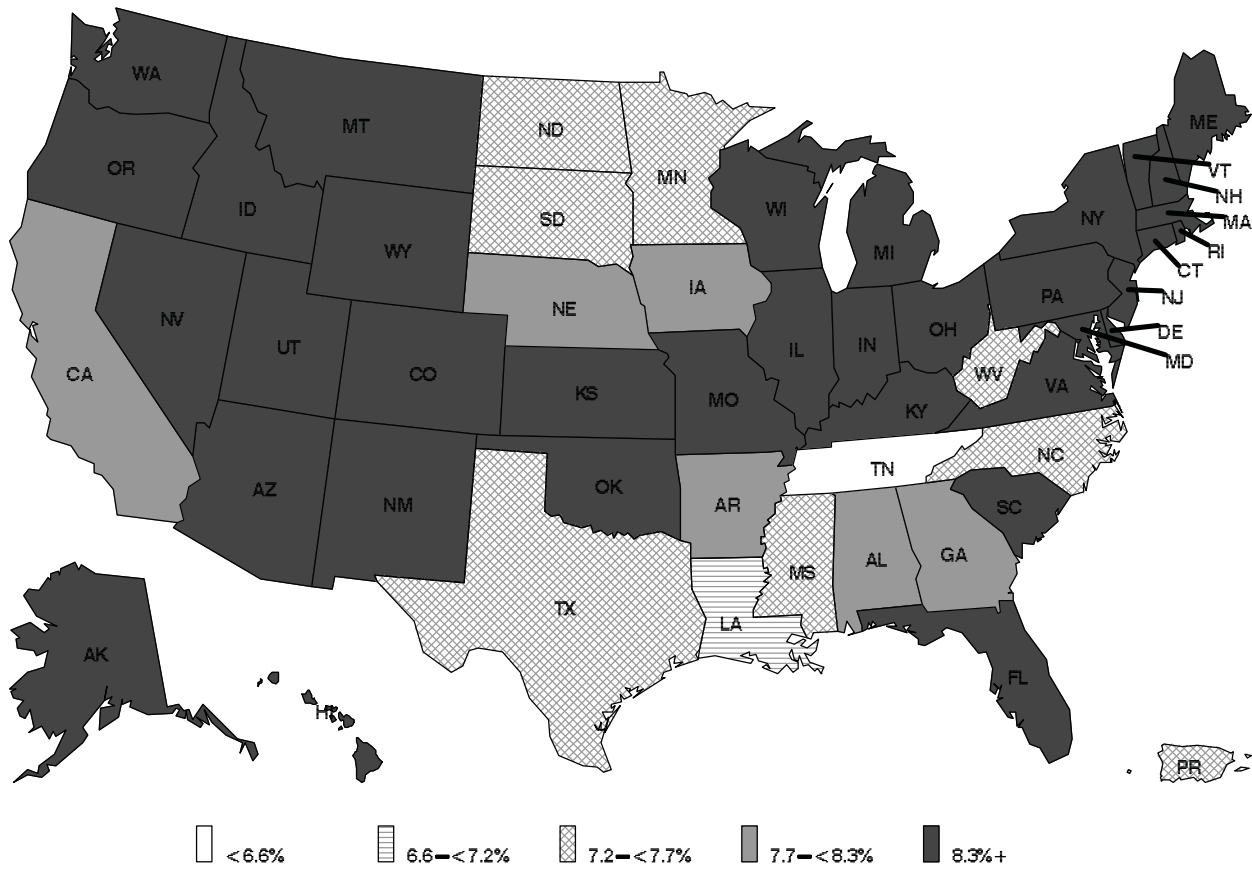 WA
ME
MT
ND
VT
OR
MN
NH
ID
SD
WI
NY
MA
WY
MI
RI
CT
IA
PA
NJ
NE
NV
OH
DE
UT
IL
IN
MD
CA
CO
WV
VA
KS
MO
KY
NC
TN
AZ
OK
NM
AR
SC
GA
AL
MS
TX
LA
AK
FL
HI
PR
<6.6%
6.6–<7.2%
7.2–<7.7%
7.7–<8.3%
8.3%+